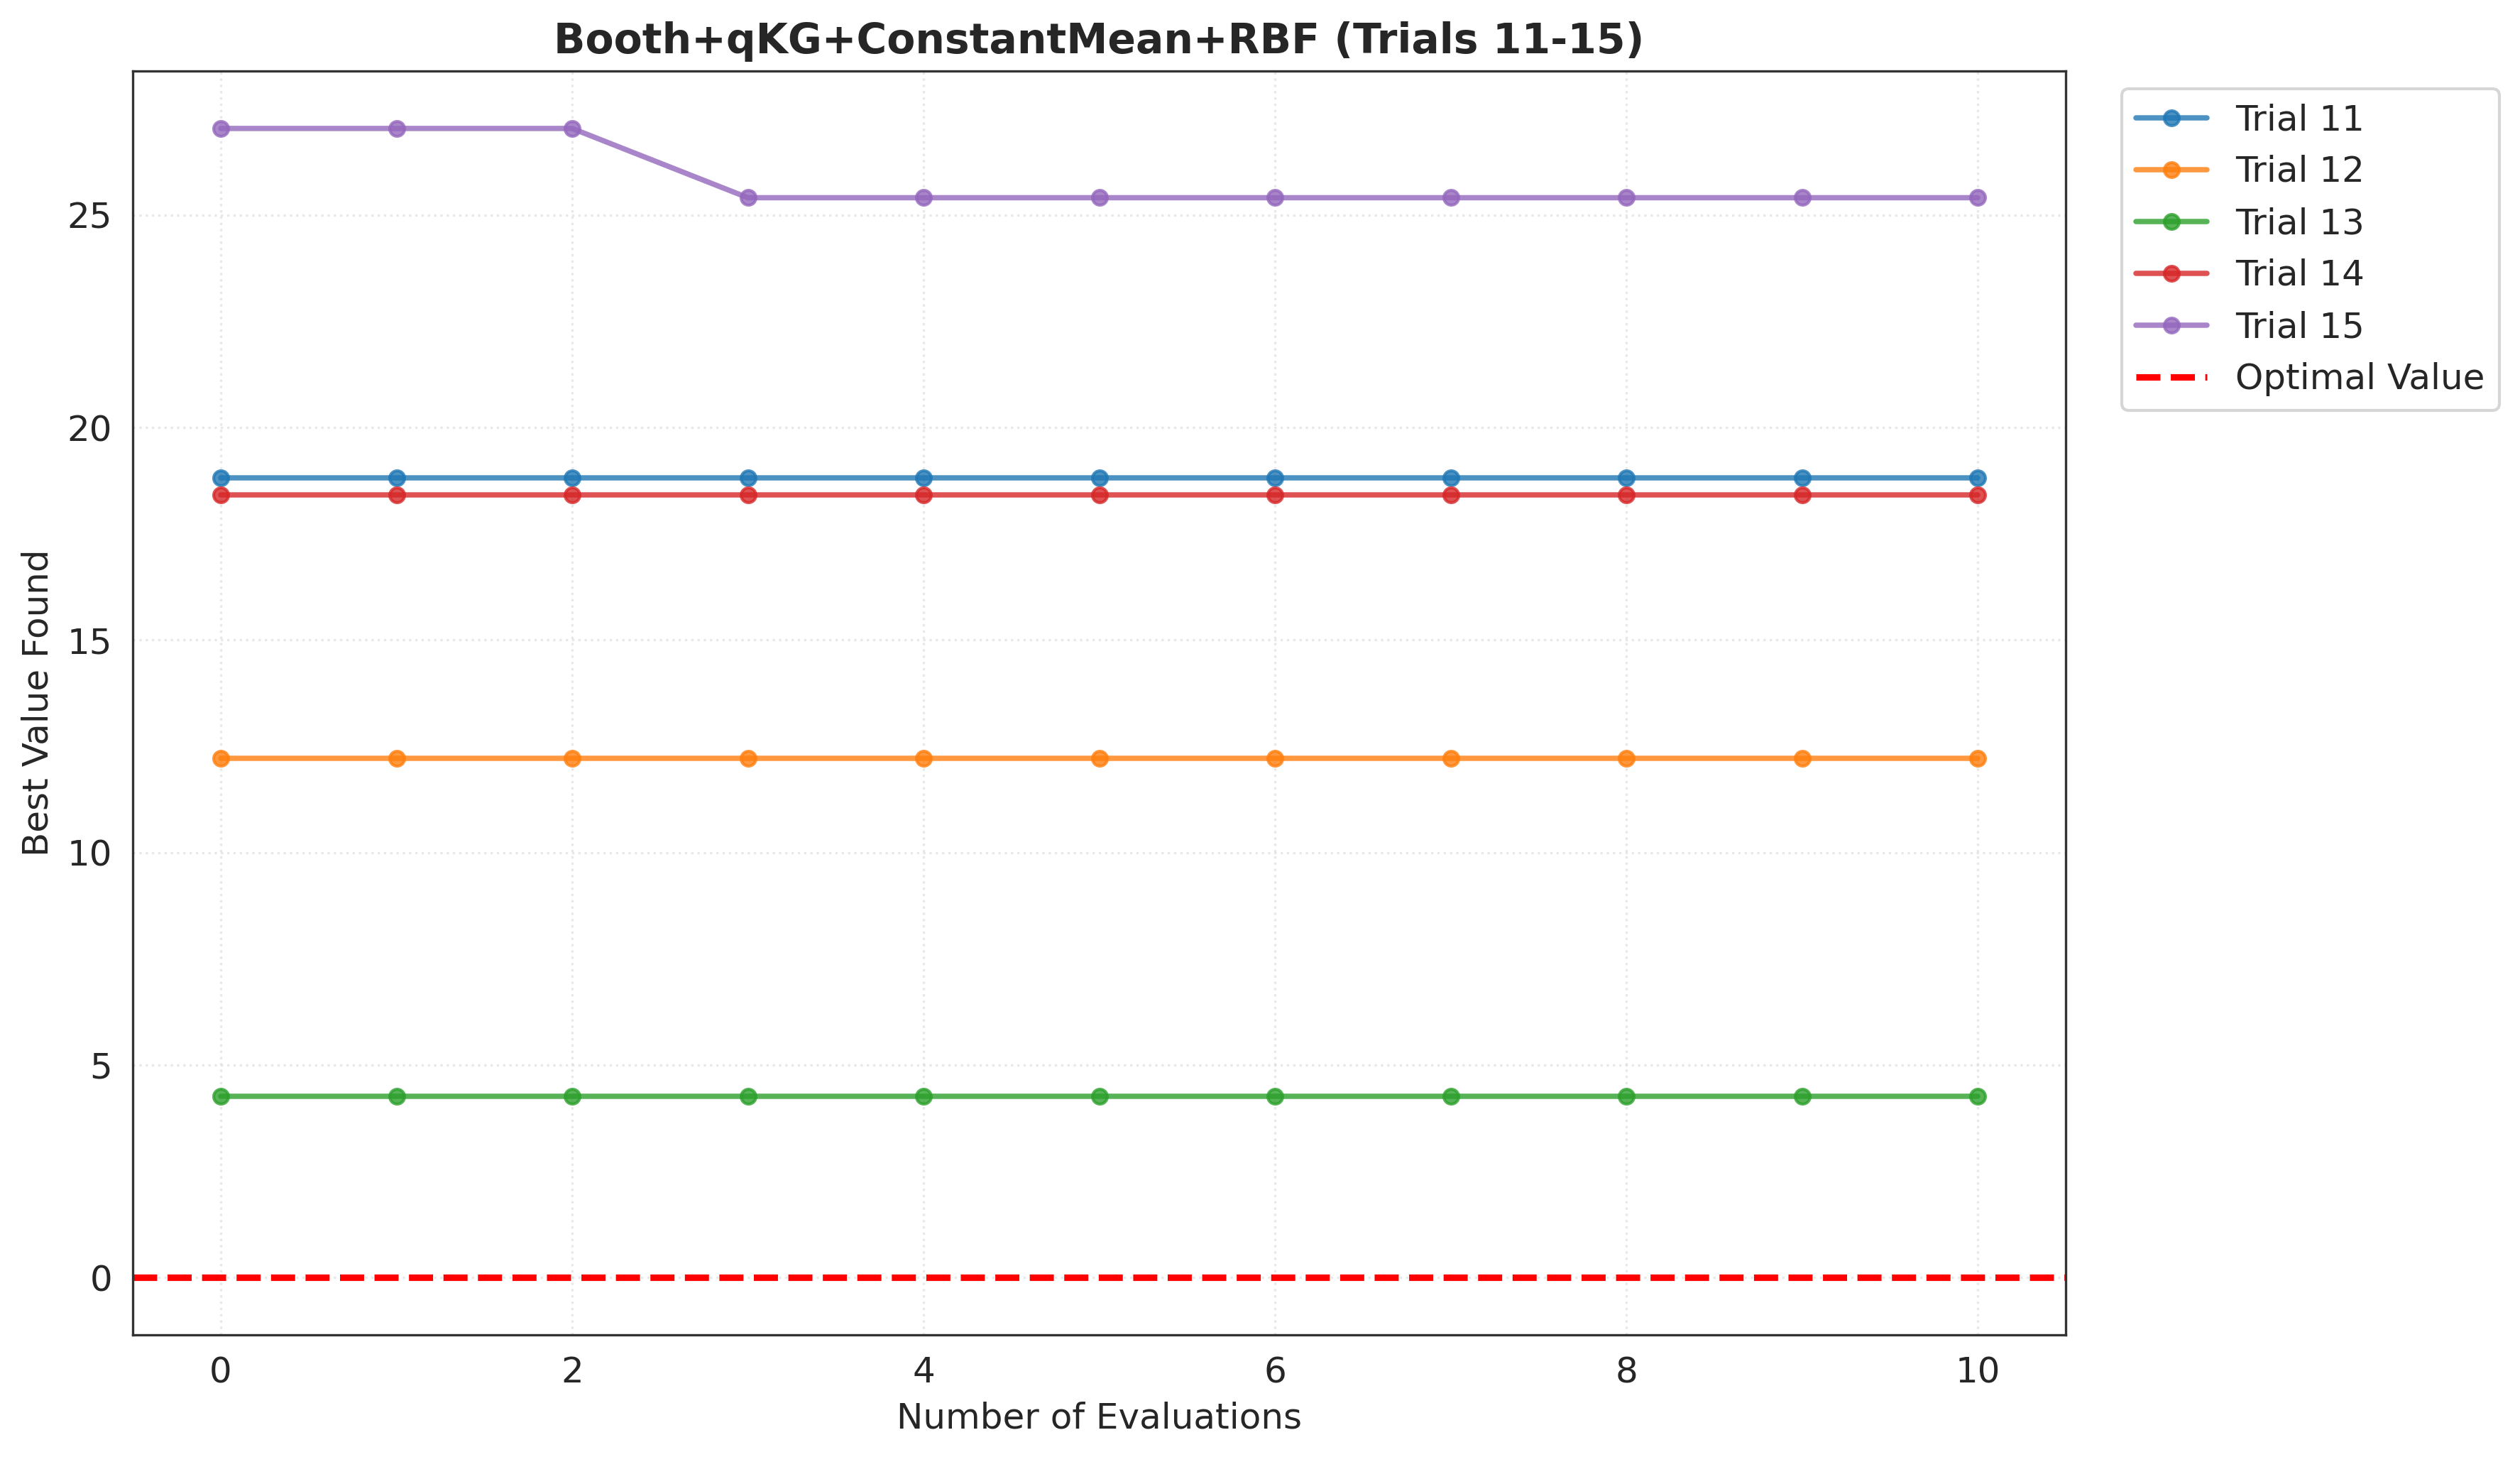 Booth+qKG+ConstantMean+RBF (Trials 11-15)
Trial 11
Trial 12
Trial 13
Trial 14
Trial 15
Optimal Value
Best Value Found
25
20
15
10
5
0
0 2 4 6 8 10
Number of Evaluations